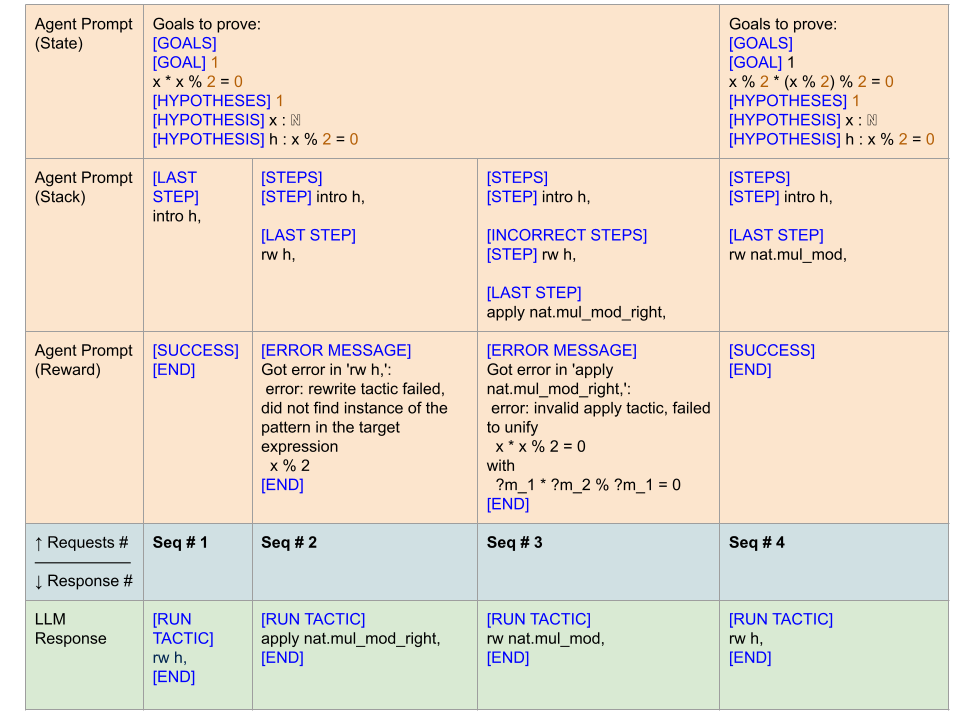 Agent Prompt
(State)
Goals to prove:
[GOALS]
[GOAL] 1
x * x % 2 = 0
[HYPOTHESES] 1
[HYPOTHESIS] x : ℕ
[HYPOTHESIS] h : x % 2 = 0
Goals to prove:
[GOALS]
[GOAL] 1
x % 2 * (x % 2) % 2 = 0
[HYPOTHESES] 1
[HYPOTHESIS] x : ℕ
[HYPOTHESIS] h : x % 2 = 0
Agent Prompt
(Stack)
[LAST
STEP]
intro h,
[STEPS]
[STEP] intro h,
[LAST STEP]
rw h,
[STEPS]
[STEP] intro h,
[INCORRECT STEPS]
[STEP] rw h,
[LAST STEP]
apply nat.mul_mod_right,
[STEPS]
[STEP] intro h,
[LAST STEP]
rw nat.mul_mod,
Agent Prompt
(Reward)
[SUCCESS]
[END]
[ERROR MESSAGE]
Got error in 'rw h,':
error: rewrite tactic failed,
did not find instance of the
pattern in the target
expression
x % 2
[END]
[ERROR MESSAGE]
Got error in 'apply
nat.mul_mod_right,':
error: invalid apply tactic, failed
to unify
x * x % 2 = 0
with
?m_1 * ?m_2 % ?m_1 = 0
[END]
[SUCCESS]
[END]
↑ Requests #
↓ Response #
Seq # 1
Seq # 2
Seq # 3
Seq # 4
LLM
Response
[RUN
TACTIC]
rw h,
[END]
[RUN TACTIC]
apply nat.mul_mod_right,
[END]
[RUN TACTIC]
rw nat.mul_mod,
[END]
[RUN TACTIC]
rw h,
[END]